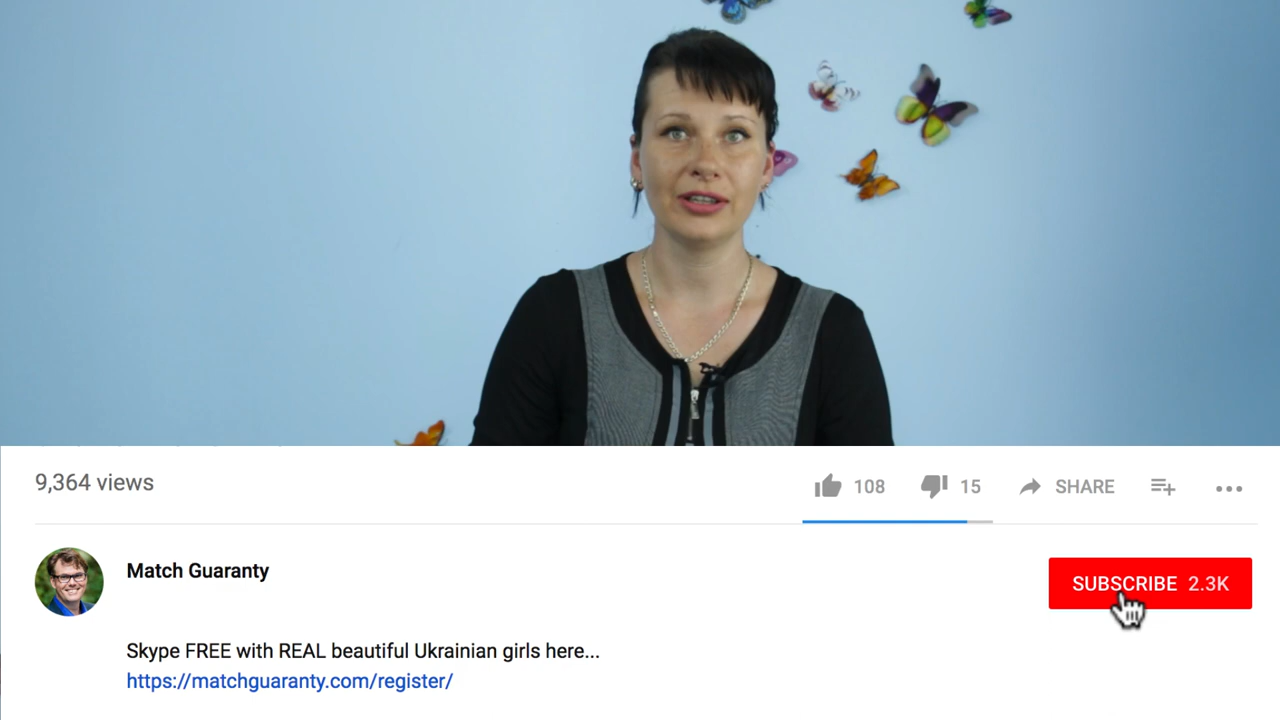 9,364 views
108 15 SHARE
Match Guaranty
SUBSCRIBE 2.3K
Skype FREE with REAL beautiful Ukrainian girls here...
https://matchguaranty.com/register/